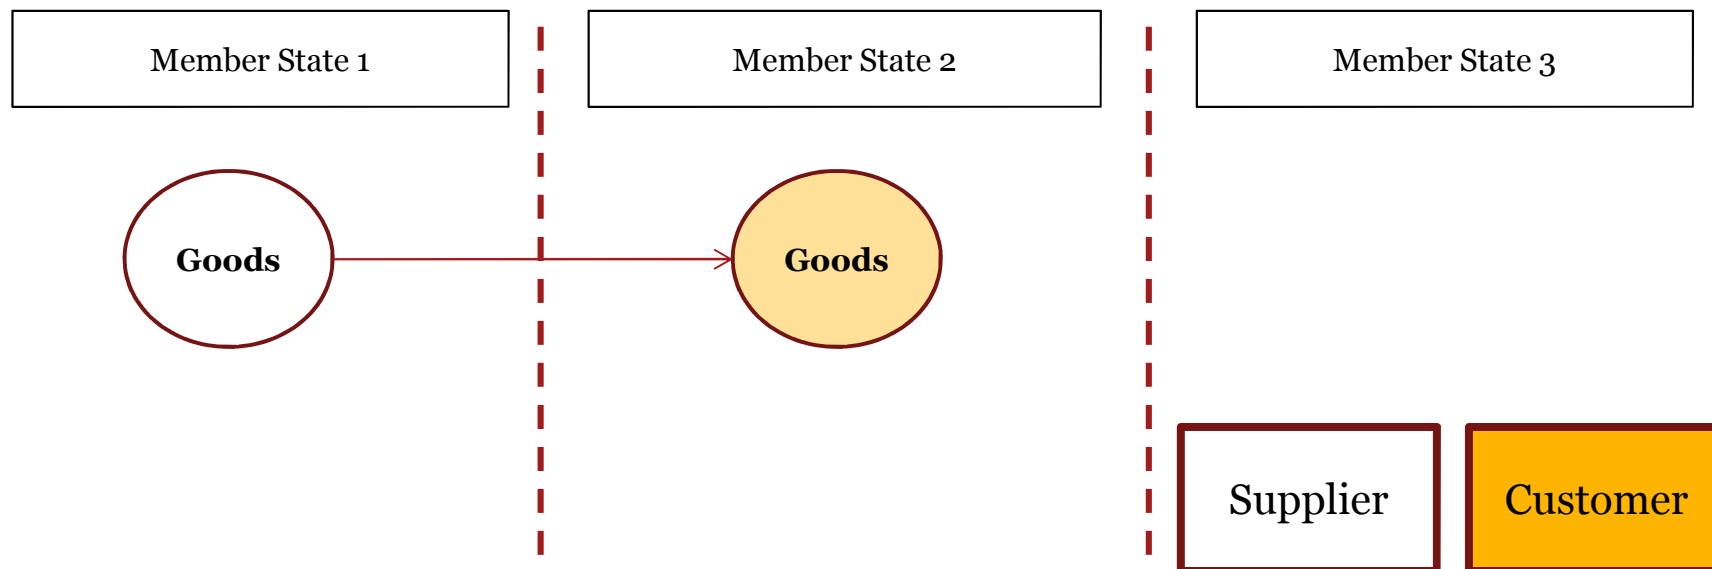 Member State 1
Member State 2
Member State 3
Goods
Goods
Supplier
Customer